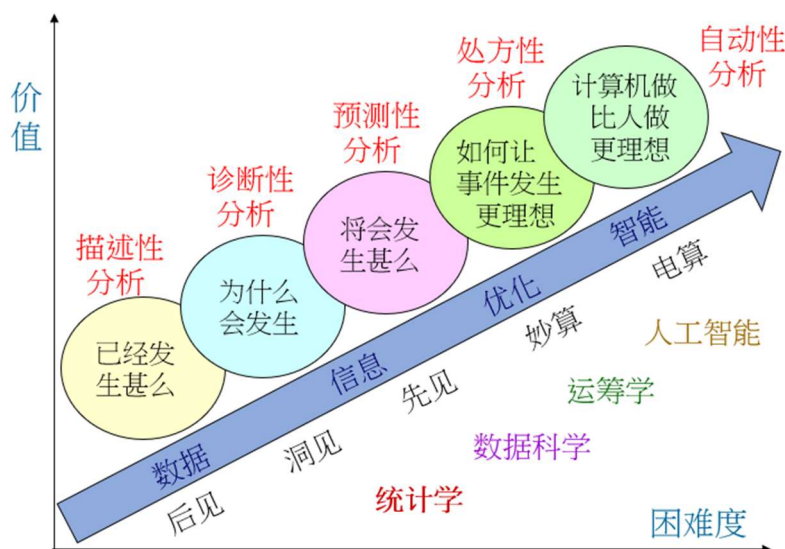 价
值
描述性
分析
诊断性
分析
预测性
分析
处方性
分析
自动性
分析
已经发
生甚么
为什么
会发生
将会发
生甚么
如何让
事件发生
更理想
计算机做
比人做
更理想
数据
信息
优化
智能
后见
洞见
先见
妙算
电算
统计学
数据科学
运筹学
人工智能
困难度